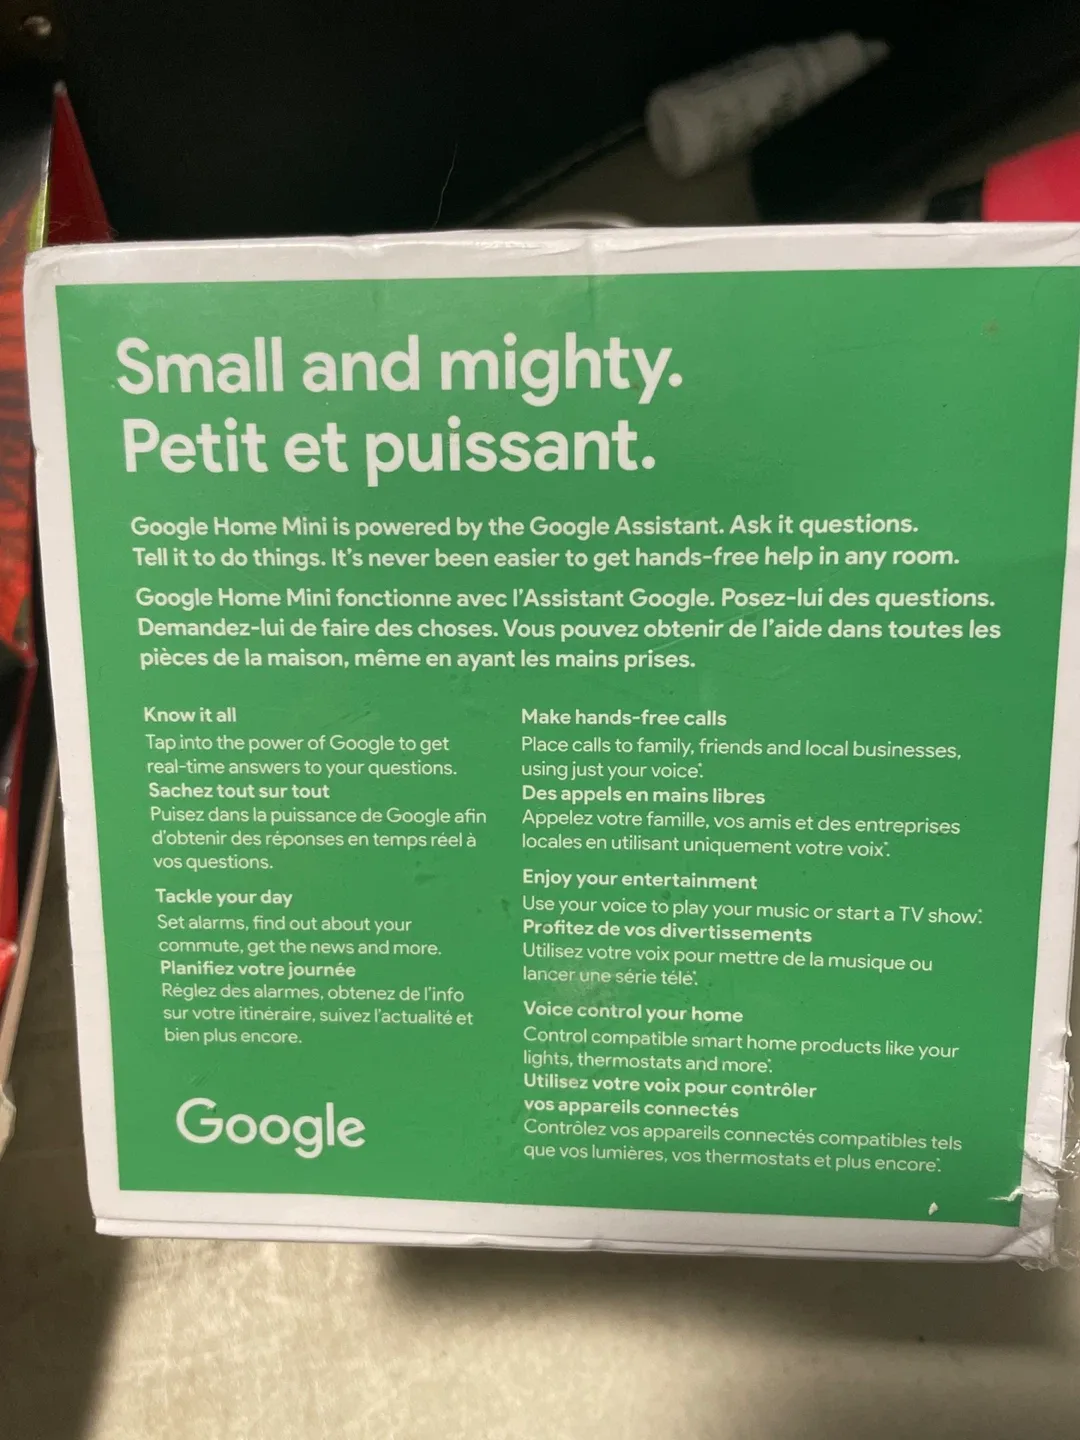 Small and mighty.
Petit et puissant.
Google Home Mini is powered by the Google Assistant. Ask it questions.
Tell it to do things. It's never been easier to get hands-free help in any room.
Google Home Mini fonctionne avec l'Assistant Google. Posez-lui des questions.
Demandez-lui de faire des choses. Vous pouvez obtenir de l'aide dans toutes les
pièces de la maison, même en ayant les mains prises.
Know it all
Tap into the power of Google to get
real-time answers to your questions.
Sachez tout sur tout
Puisez dans la puissance de Google afin
d'obtenir des réponses en temps réel à
vos questions.
Tackle your day
Set alarms, find out about your
commute, get the news and more.
Planifiez votre journée
Réglez des alarmes, obtenez de l'info
sur votre itinéraire, suivez l'actualité et
bien plus encore.
Google
Make hands-free calls
Place calls to family, friends and local businesses,
using just your voice*.
Des appels en mains libres
Appelez votre famille, vos amis et des entreprises
locales en utilisant uniquement votre voix*.
Enjoy your entertainment
Use your voice to play your music or start a TV show*.
Profitez de vos divertissements
Utilisez votre voix pour mettre de la musique ou
lancer une série télé*.
Voice control your home
Control compatible smart home products like your
lights, thermostats and more*.
Utilisez votre voix pour contrôler
vos appareils connectés
Contrôlez vos appareils connectés compatibles tels
que vos lumières, vos thermostats et plus encore*.